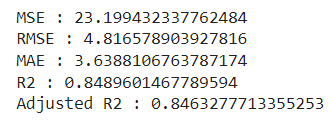 MSE : 23.199432337762484
RMSE : 4.816578903927816
MAE : 3.6388106763787174
R2 : 0.8489601467789594
Adjusted R2 : 0.8463277713355253